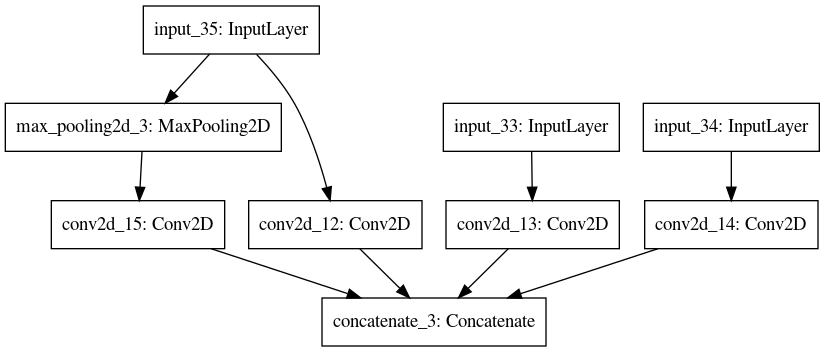 input_35: InputLayer
max_pooling2d_3: MaxPooling2D
input_33: InputLayer
input_34: InputLayer
conv2d_15: Conv2D
conv2d_12: Conv2D
conv2d_13: Conv2D
conv2d_14: Conv2D
concatenate_3: Concatenate